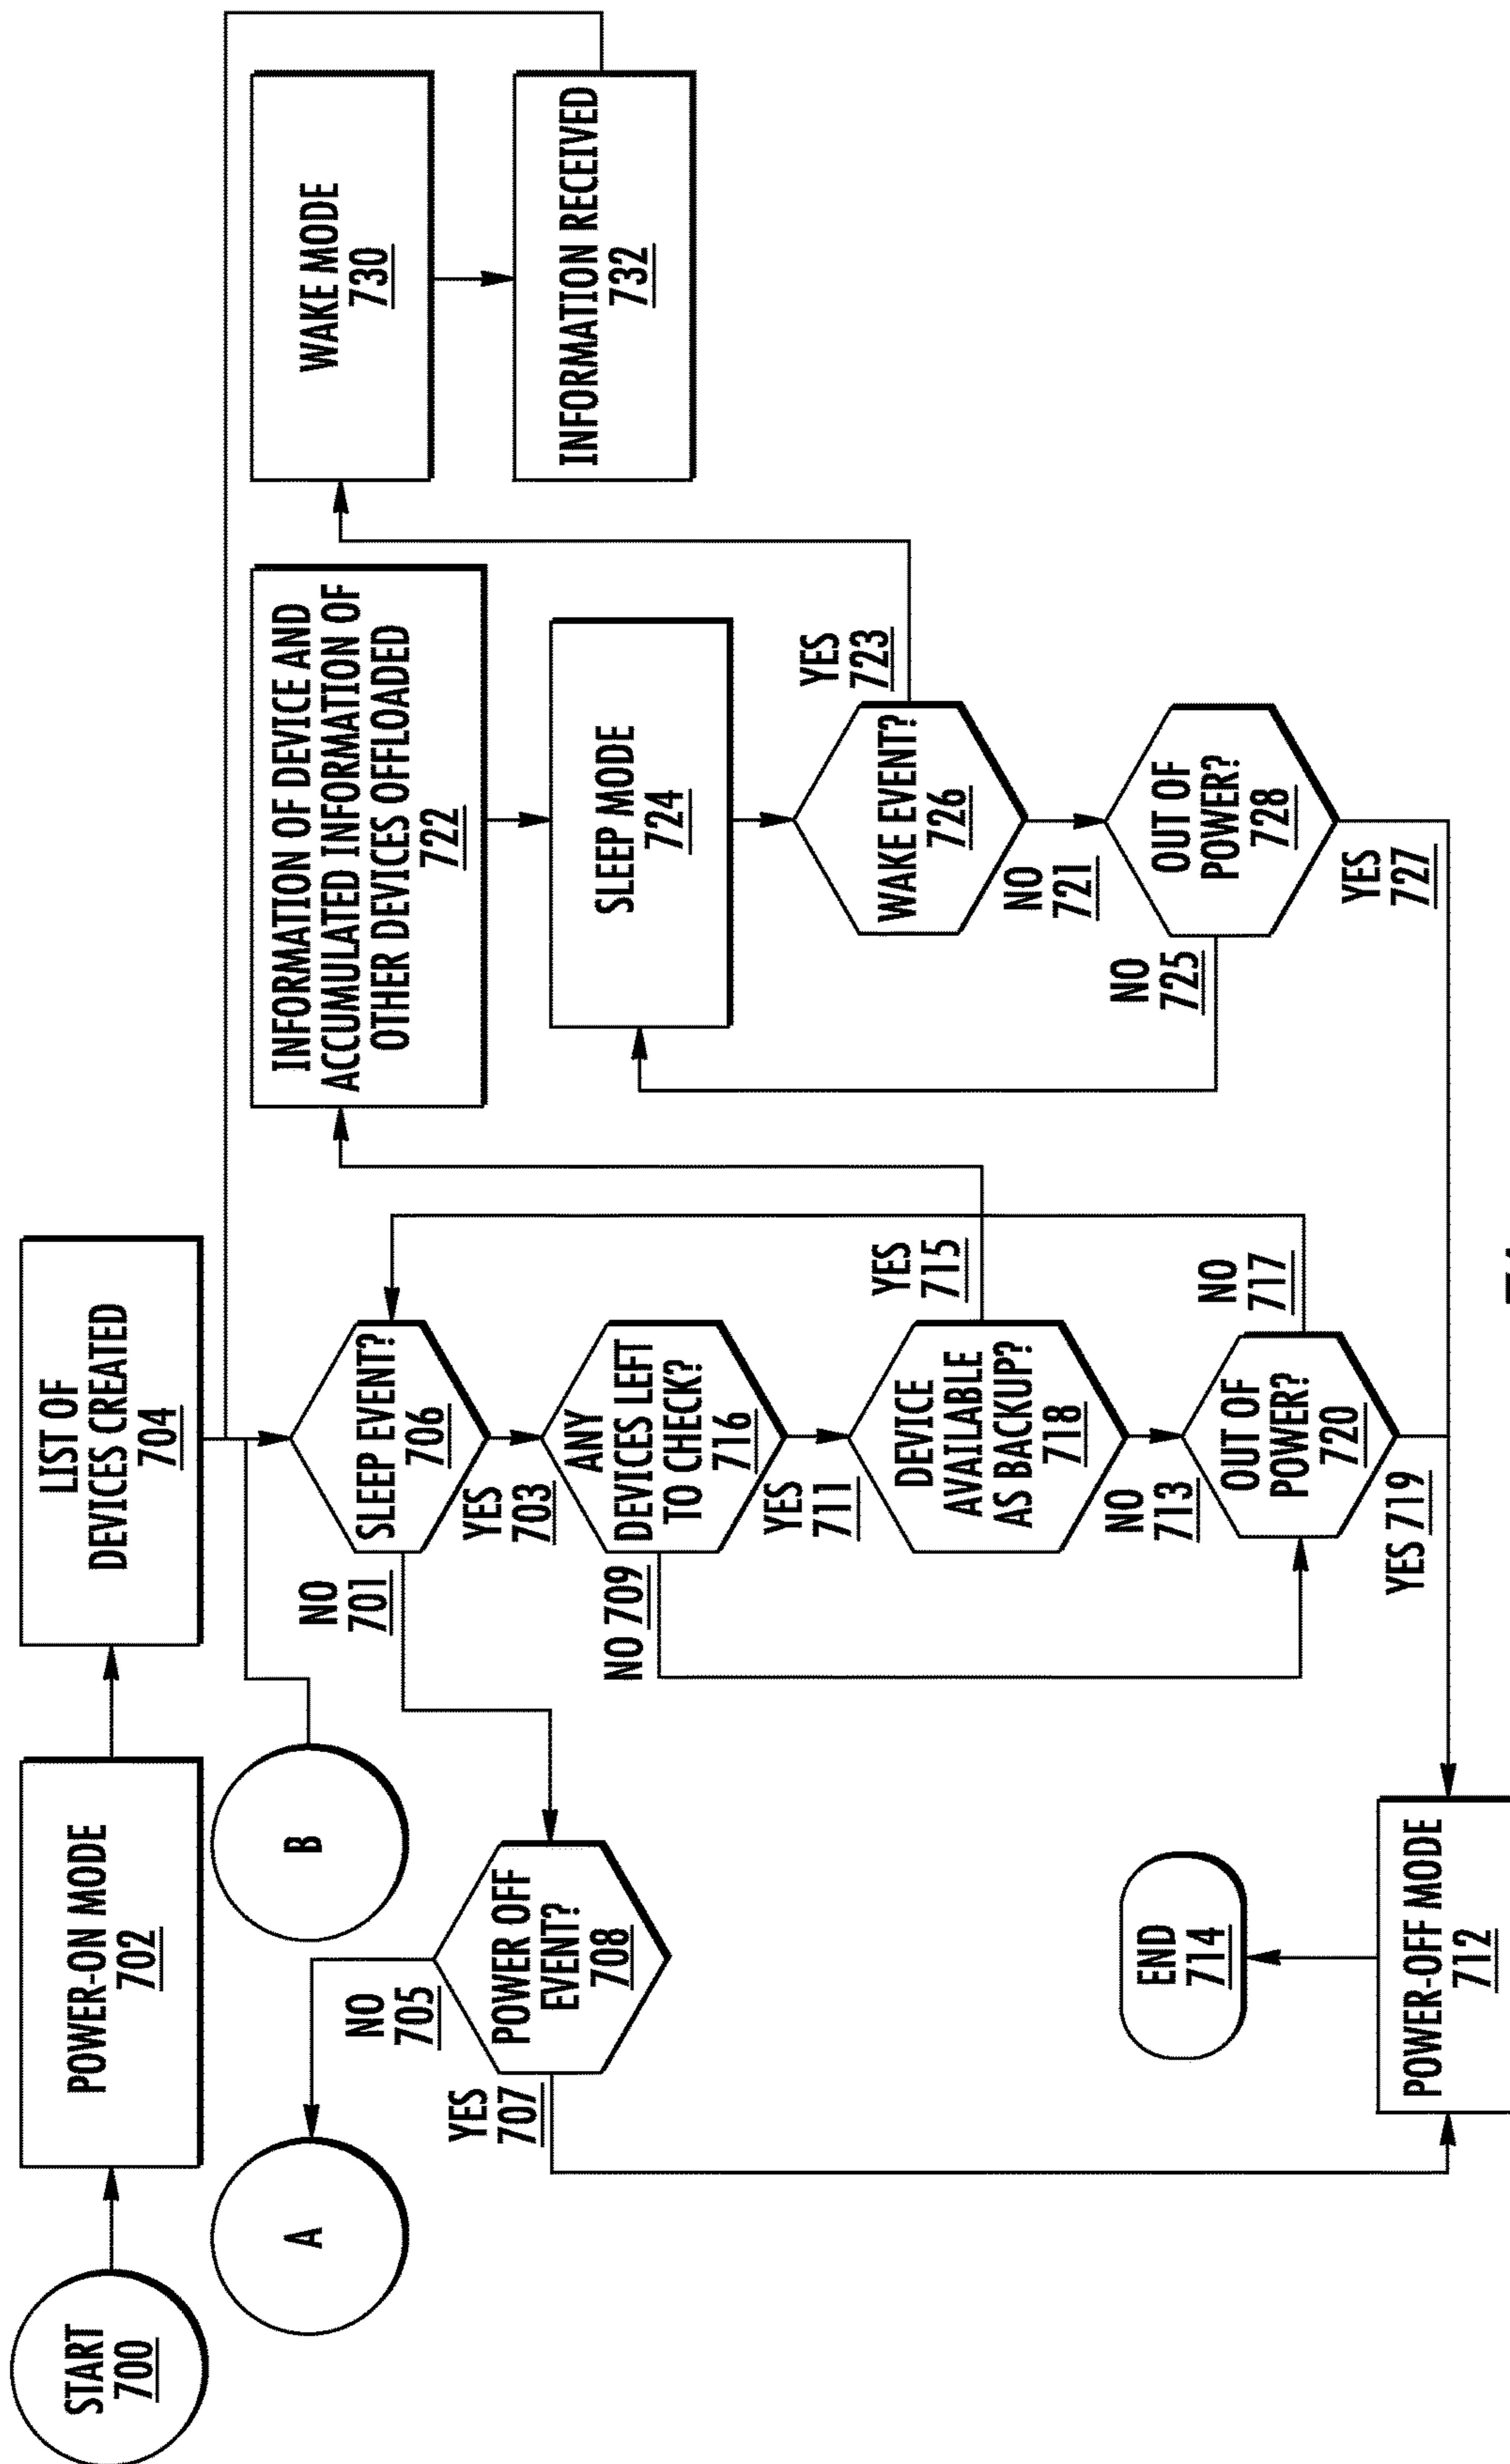 START
700
POWER-ON MODE
702
LIST OF
DEVICES CREATED
704
A
B
SLEEP EVENT?
706
NO
701
YES
703
POWER OFF
EVENT?
708
NO
705
YES
707
ANY
DEVICES LEFT
TO CHECK?
716
NO 709
YES
711
DEVICE
AVAILABLE
AS BACKUP?
718
YES
715
NO
713
OUT OF
POWER?
720
NO
717
YES 719
END
714
POWER-OFF MODE
712
INFORMATION OF DEVICE AND
ACCUMULATED INFORMATION OF
OTHER DEVICES OFFLOADED
722
SLEEP MODE
724
WAKE EVENT?
726
YES
723
NO
721
OUT OF
POWER?
728
NO
725
YES
727
WAKE MODE
730
INFORMATION RECEIVED
732